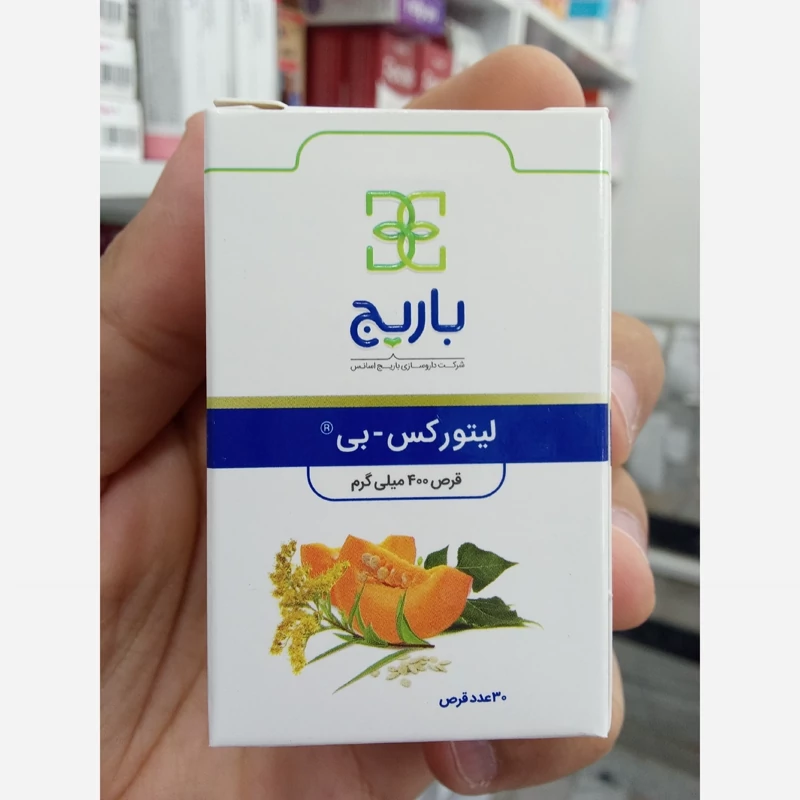 باریج
شرکت داروسازی باریج اسانس
لیتورکس-بی®
قرص ۴۰۰ میلی گرم
۳۰ عدد قرص